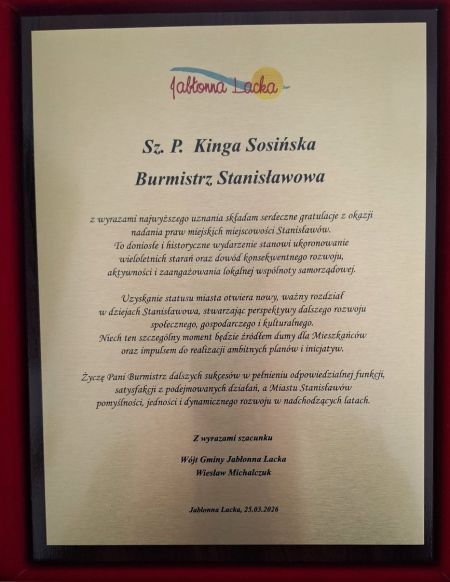 Jabłonna Lacka
Sz. P. Kinga Sosińska
Burmistrz Stanisławowa
z wyrazami najwyższego uznania składam serdeczne gratulacje z okazji
nadania praw miejskich miejscowości Stanisławów.
To doniosłe i historyczne wydarzenie stanowi ukoronowanie
wieloletnich starań oraz dowód konsekwentnego rozwoju,
aktywności i zaangażowania lokalnej wspólnoty samorządowej.
Uzyskanie statusu miasta otwiera nowy, ważny rozdział
w dziejach Stanisławowa, stwarzając perspektywy dalszego rozwoju
społecznego, gospodarczego i kulturalnego.
Niech ten szczególny moment będzie źródłem dumy dla Mieszkańców
oraz impulsem do realizacji ambitnych planów i inicjatyw.
Życzę Pani Burmistrz dalszych sukcesów w pełnieniu odpowiedzialnej funkcji,
satysfakcji z podejmowanych działań, a Miastu Stanisławów
pomyślności, jedności i dynamicznego rozwoju w nadchodzących latach.
Z wyrazami szacunku
Wójt Gminy Jabłonna Lacka
Wiesław Michalczuk
Jabłonna Lacka, 25.03.2026